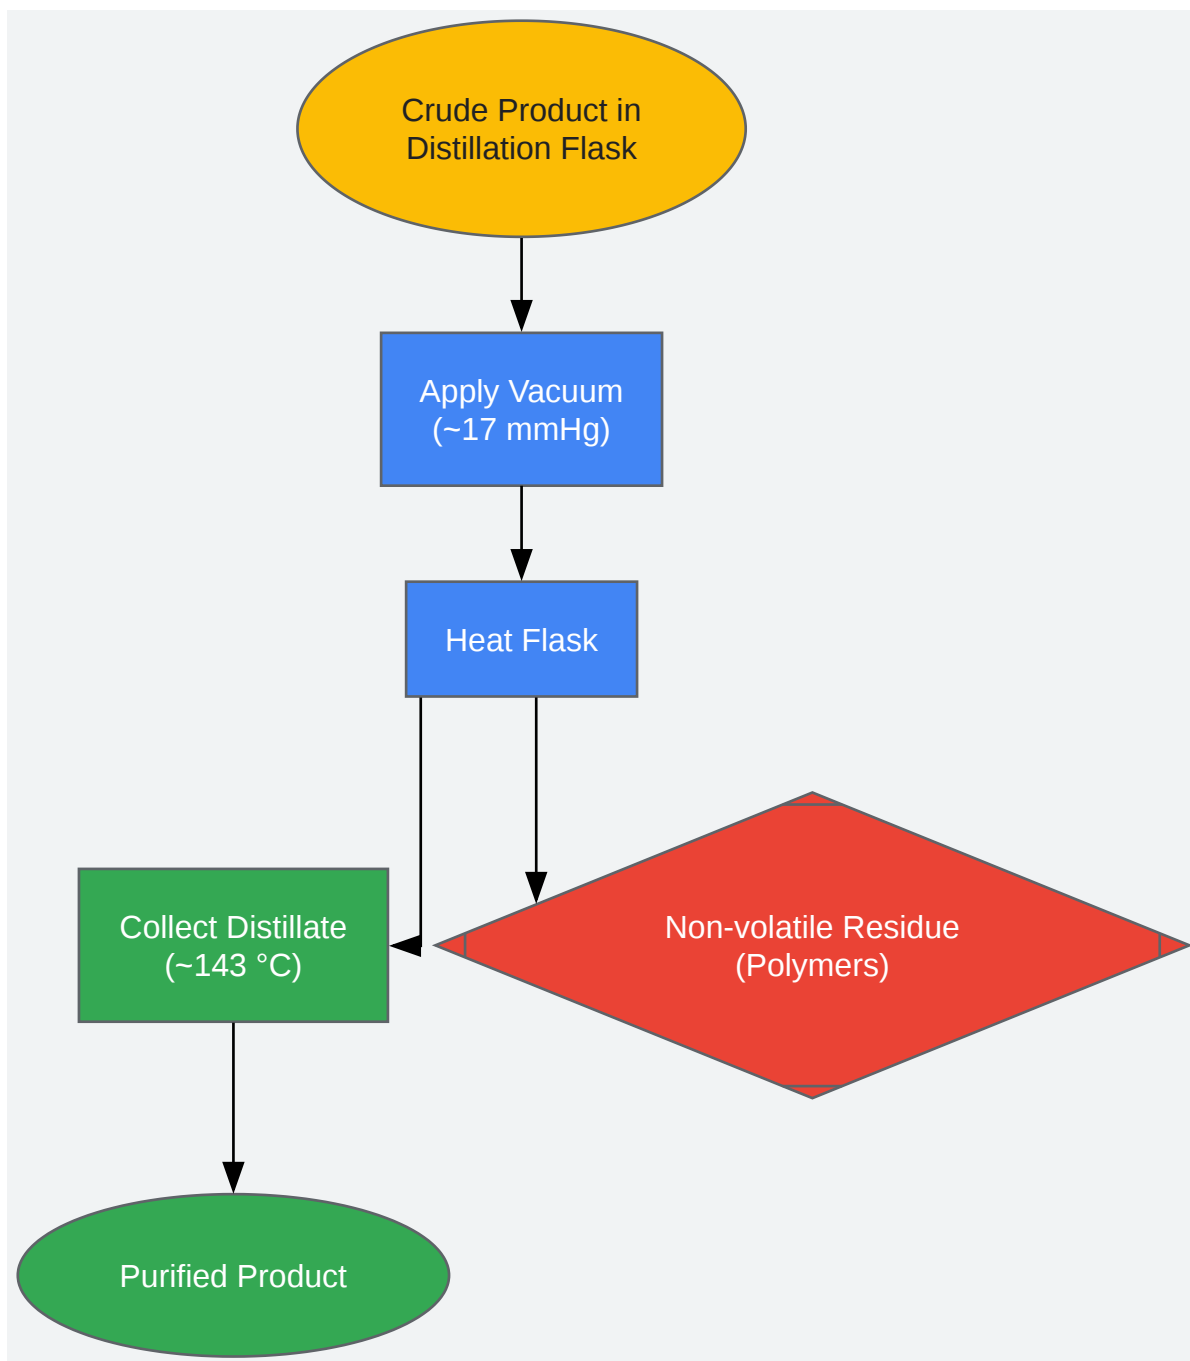 Crude Product in
Distillation Flask
Apply Vacuum
(~17 mmHg)
Heat Flask
Collect Distillate
(~143 °C)
Non-volatile Residue
(Polymers)
Purified Product